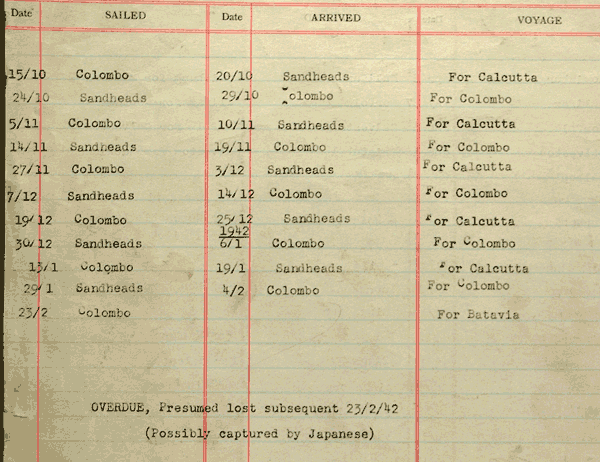 Date SAILED Date ARRIVED VOYAGE
15/10 Colombo 20/10 Sandheads For Calcutta
24/10 Sandheads 29/10 Colombo For Colombo
5/11 Colombo 10/11 Sandheads For Calcutta
14/11 Sandheads 19/11 Colombo For Colombo
27/11 Colombo 3/12 Sandheads For Calcutta
7/12 Sandheads 14/12 Colombo For Colombo
19/12 Colombo 25/12 Sandheads For Calcutta
1942
30/12 Sandheads 6/1 Colombo For Colombo
13/1 Colombo 19/1 Sandheads For Calcutta
29/1 Sandheads 4/2 Colombo For Colombo
23/2 Colombo For Batavia
OVERDUE, Presumed lost subsequent 23/2/42
(Possibly captured by Japanese)